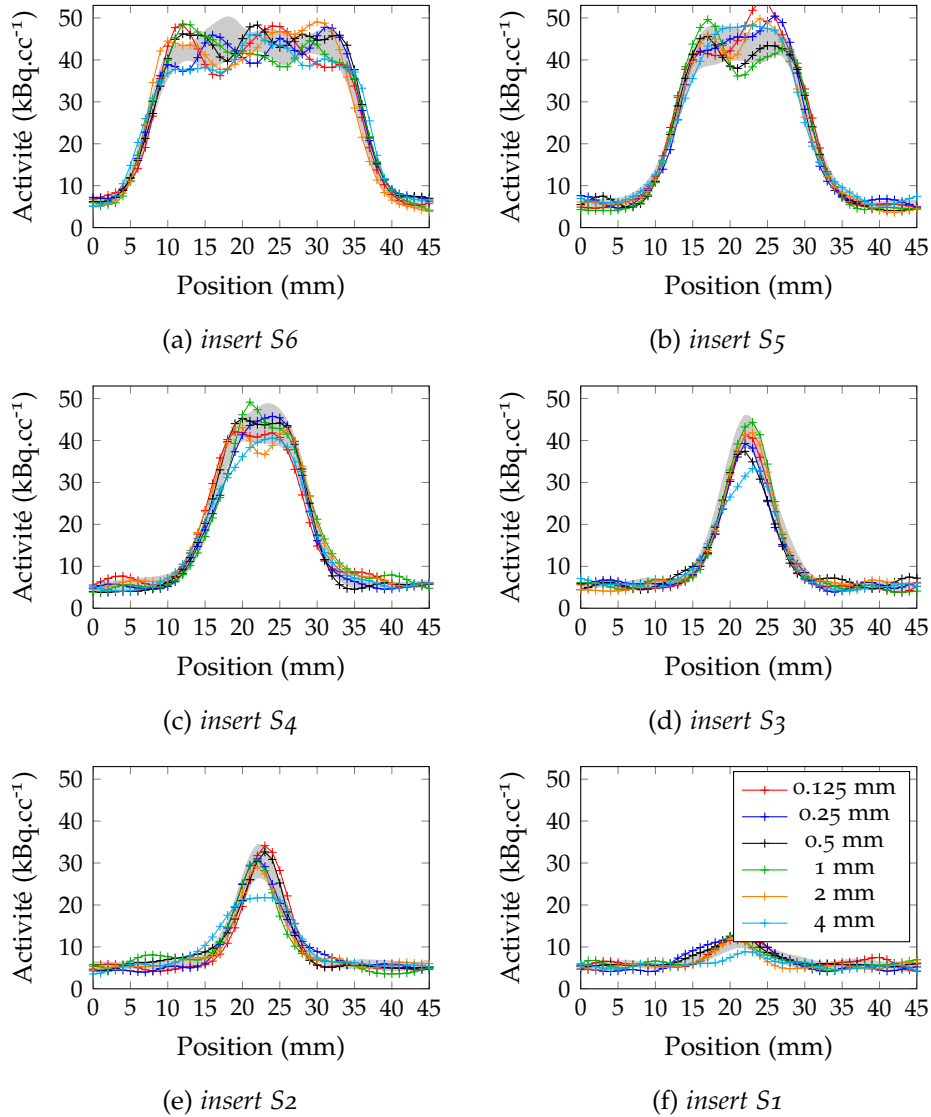 Activité (kBq.cc⁻¹)
50
40
30
20
10
0
0 5 10 15 20 25 30 35 40 45
Position (mm)
(a) insert S6
Activité (kBq.cc⁻¹)
50
40
30
20
10
0
0 5 10 15 20 25 30 35 40 45
Position (mm)
(b) insert S5
Activité (kBq.cc⁻¹)
50
40
30
20
10
0
0 5 10 15 20 25 30 35 40 45
Position (mm)
(c) insert S4
Activité (kBq.cc⁻¹)
50
40
30
20
10
0
0 5 10 15 20 25 30 35 40 45
Position (mm)
(d) insert S3
Activité (kBq.cc⁻¹)
50
40
30
20
10
0
0 5 10 15 20 25 30 35 40 45
Position (mm)
(e) insert S2
Activité (kBq.cc⁻¹)
50
40
30
20
10
0
0.125 mm
0.25 mm
0.5 mm
1 mm
2 mm
4 mm
0 5 10 15 20 25 30 35 40 45
Position (mm)
(f) insert S1